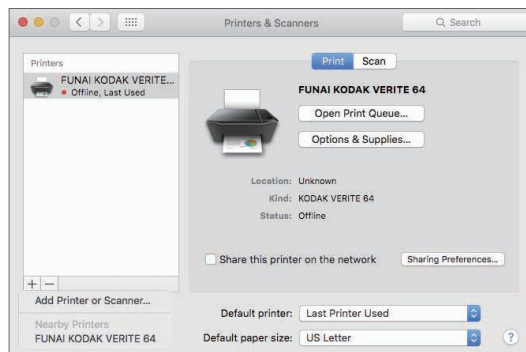 Printers & Scanners
Search
Printers
FUNAI KODAK VERITE...
Offline, Last Used
Print Scan
FUNAI KODAK VERITE 64
Open Print Queue...
Options & Supplies...
Location: Unknown
Kind: KODAK VERITE 64
Status: Offline
Share this printer on the network
Sharing Preferences...
+ −
Add Printer or Scanner...
Nearby Printers
FUNAI KODAK VERITE 64
Default printer: Last Printer Used
Default paper size: US Letter
?